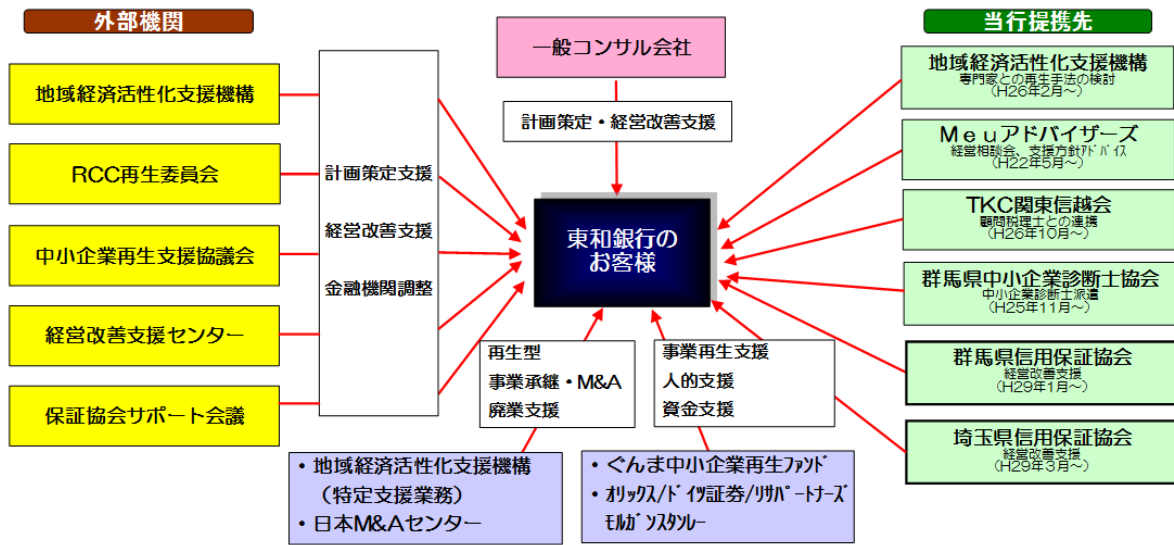 外部機関
地域経済活性化支援機構
RCC再生委員会
中小企業再生支援協議会
経営改善支援センター
保証協会サポート会議
計画策定支援
経営改善支援
金融機関調整
一般コンサル会社
計画策定・経営改善支援
東和銀行の
お客様
再生型
事業承継・M&A
廃業支援
・地域経済活性化支援機構
（特定支援業務）
・日本M&Aセンター
事業再生支援
人的支援
資金支援
・ぐんま中小企業再生ﾌｧﾝﾄﾞ
・ｵﾘｯｸｽ/ﾄﾞｲﾂ証券/ﾘｻﾊﾟｰﾄﾅｰｽﾞ
ﾓﾙｶﾞﾝｽﾀﾝﾚｰ
当行提携先
地域経済活性化支援機構
専門家との再生手法の検討
（H26年2月～）
Ｍｅｕアドバイザーズ
経営相談会、支援方針ｱﾄﾞﾊﾞｲｽ
（H22年5月～）
TKC関東信越会
顧問税理士との連携
（H26年10月～）
群馬県中小企業診断士協会
中小企業診断士派遣
（H25年11月～）
群馬県信用保証協会
経営改善支援
（H29年1月～）
埼玉県信用保証協会
経営改善支援
（H29年3月～）